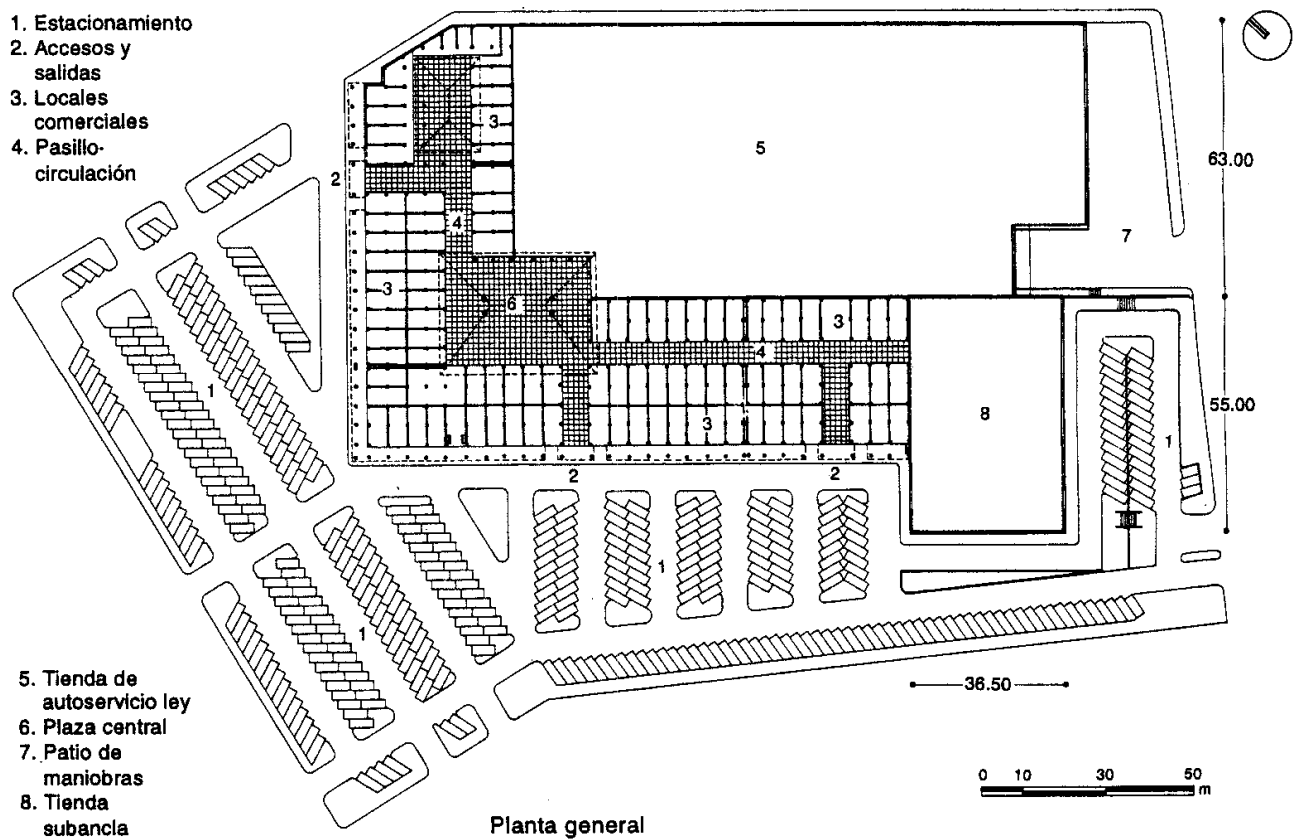 1. Estacionamiento
2. Accesos y
salidas
3. Locales
comerciales
4. Pasillo-
circulación
5
3
2
4
3
6
7
63.00
3
4
8
55.00
1
3
1
2
2
1
1
5. Tienda de
autoservicio ley
6. Plaza central
7. Patio de
maniobras
8. Tienda
subancla
36.50
0 10 30 50
m
Planta general